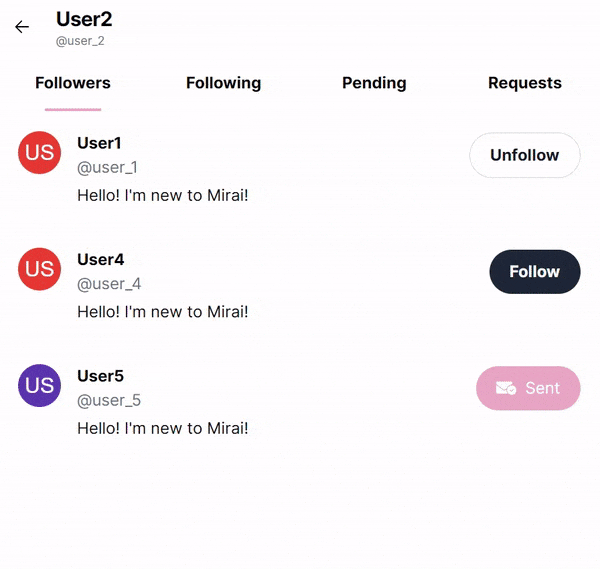 User2
@user_2
Followers Following Pending Requests
US User1 Unfollow
@user_1
Hello! I'm new to Mirai!
US User4 Follow
@user_4
Hello! I'm new to Mirai!
US User5 Sent
@user_5
Hello! I'm new to Mirai!